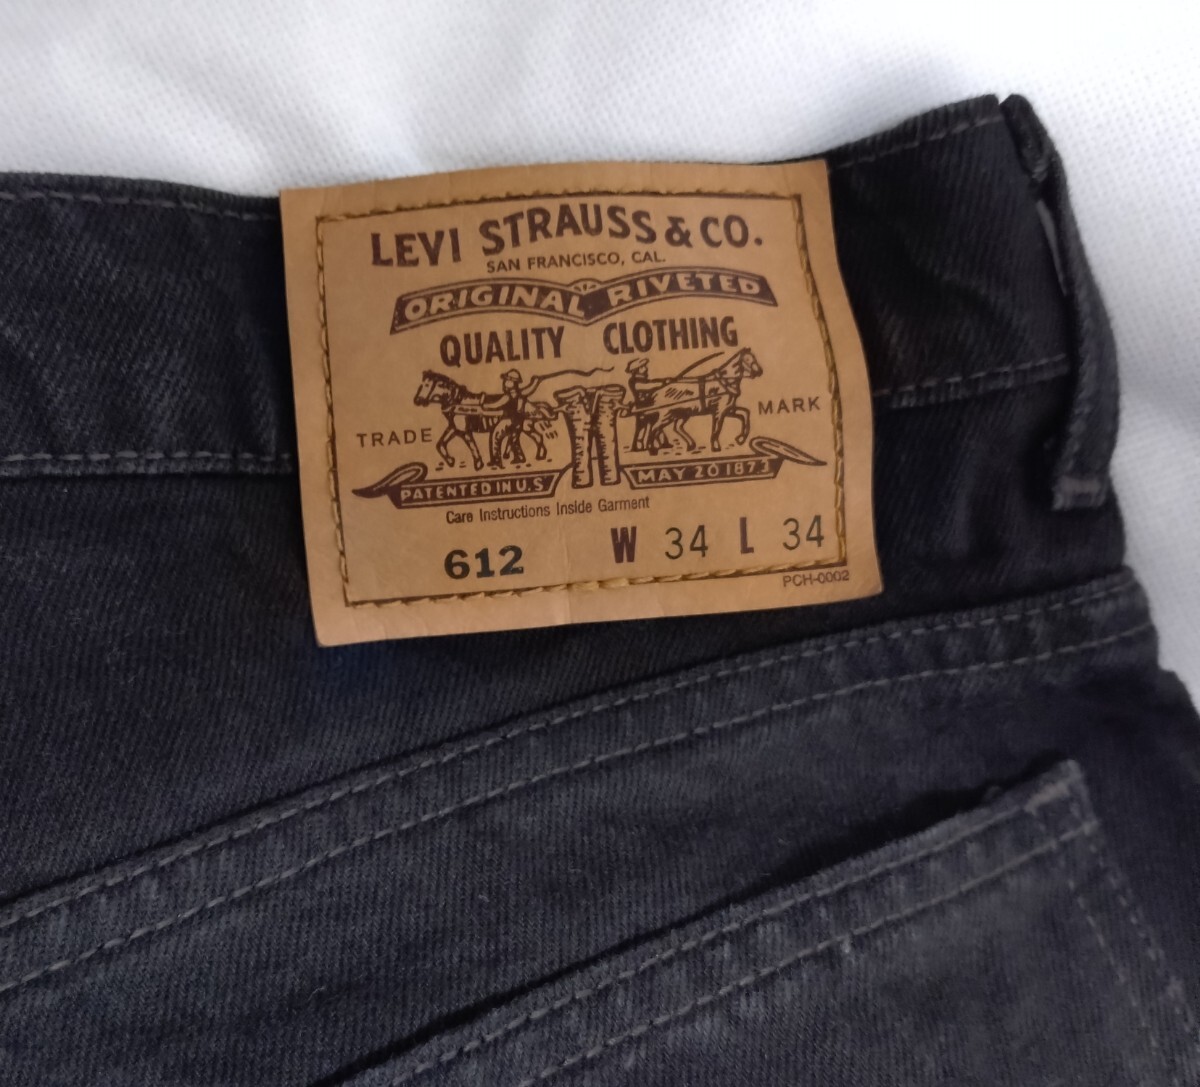 LEVI STRAUSS & CO.
SAN FRANCISCO, CAL.
ORIGINAL RIVETED
QUALITY CLOTHING
TRADE MARK
PATENTED IN U.S MAY 20 1873
Care Instructions Inside Garment
612 W 34 L 34
PCH-0002